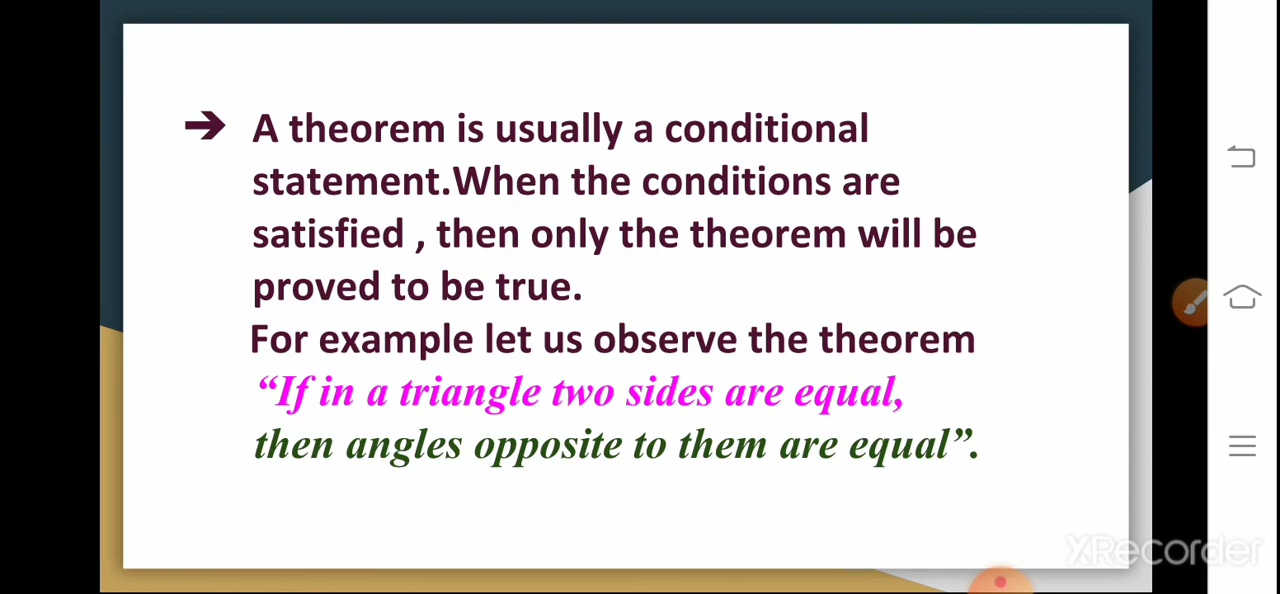 ➔ A theorem is usually a conditional
statement.When the conditions are
satisfied , then only the theorem will be
proved to be true.
For example let us observe the theorem
“If in a triangle two sides are equal,
then angles opposite to them are equal”.
XRecorder